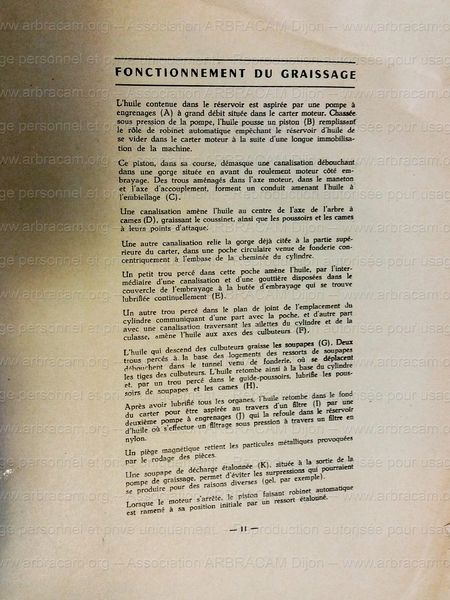 FONCTIONNEMENT DU GRAISSAGE
L'huile contenue dans le réservoir est aspirée par une pompe à
engrenages (A) à grand débit située dans le carter moteur. Chassée
sous pression de la pompe, l'huile pousse un piston (B) remplissant
le rôle de robinet automatique empêchant le réservoir d'huile de
se vider dans le carter moteur à la suite d'une longue immobilisa-
tion de la machine.
Ce piston, dans sa course, démasque une canalisation débouchant
dans une gorge située en avant du roulement moteur côté em-
brayage. Des trous aménagés dans l'axe moteur, dans le maneton
et l'axe d'accouplement, forment un conduit amenant l'huile à
l'embiellage (C).
Une canalisation amène l'huile au centre de l'axe de l'arbre à
cames (D), graissant le coussinet, ainsi que les poussoirs et les cames
à leurs points d'attaque.
Une autre canalisation relie la gorge déjà citée à la partie supé-
rieure du carter, dans une poche circulaire venue de fonderie con-
centriquement à l'embase de la cheminée du cylindre.
Un petit trou percé dans cette poche amène l'huile, par l'inter-
médiaire d'une canalisation et d'une gouttière disposées dans le
couvercle de l'embrayage à la butée d'embrayage qui se trouve
lubrifiée continuellement (E).
Un autre trou percé dans le plan de joint de l'emplacement du
cylindre communiquant d'une part avec la poche, et d'autre part
avec une canalisation traversant les ailettes du cylindre et de la
culasse, amène l'huile aux axes des culbuteurs (F).
L'huile qui descend des culbuteurs graisse les soupapes (G). Deux
trous percés à la base des logements des ressorts de soupapes
débouchent dans le tunnel venu de fonderie, où se déplacent
les tiges des culbuteurs. L'huile retombe ainsi à la base du cylindre
et, par un trou percé dans le guide-poussoirs, lubrifie les pous-
soirs de soupapes et les cames (H).
Après avoir lubrifié tous les organes, l'huile retombe dans le fond
du carter pour être aspirée au travers d'un filtre (I) par une
deuxième pompe à engrenages (J) qui la refoule dans le réservoir
d'huile où s'effectue un filtrage sous pression à travers un filtre en
nylon.
Un piège magnétique retient les particules métalliques provoquées
par le rodage des pièces.
Une soupape de décharge étalonnée (K), située à la sortie de la
pompe de graissage, permet d'éviter les surpressions qui pourraient
se produire pour des raisons diverses (gel, par exemple).
Lorsque le moteur s'arrête, le piston faisant robinet automatique
est ramené à sa position initiale par un ressort étalonné.
— 11 —